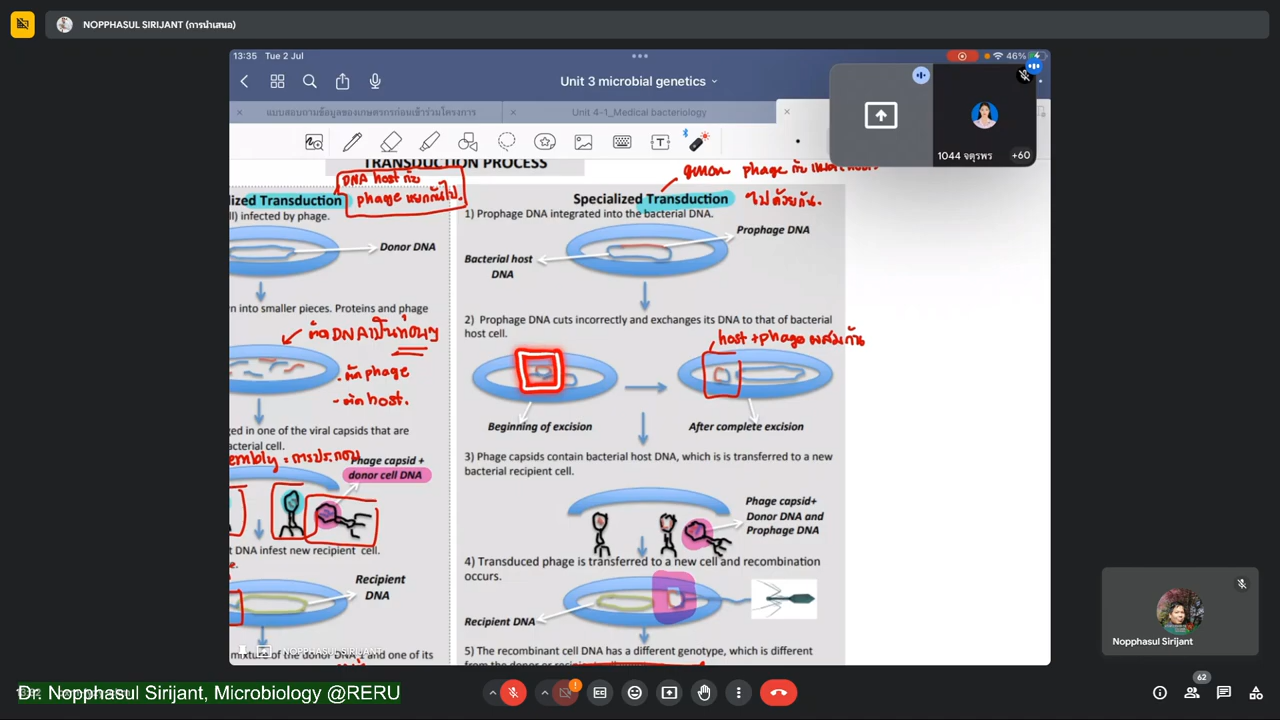 NOPPHASUL SIRIJANT (การนำเสนอ)
13:35 Tue 2 Jul
46%
Unit 3 microbial genetics
แบบสอบถามข้อมูลของเกษตรกรก่อนเข้าร่วมโครงการ
Unit 4-1_Medical bacteriology
1044 จตุรพร
+60
TRANSDUCTION PROCESS
DNA host กับ
phage แยกกันไป
lized Transduction
ll) infected by phage.
Donor DNA
wn into smaller pieces. Proteins and phage
ตัด DNA เป็นท่อนๆ
. ตัด phage
- ตัด host.
ged in one of the viral capsids that are
acterial cell.
embly = การประกอบ
Phage capsid +
donor cell DNA
t DNA infest new recipient cell.
Recipient
DNA
NOPPHASUL SIRIJANT
mixture of the donor DNA and one of its
ไปด้วยกัน.
Specialized Transduction
1) Prophage DNA integrated into the bacterial DNA.
Prophage DNA
Bacterial host
DNA
2) Prophage DNA cuts incorrectly and exchanges its DNA to that of bacterial
host cell.
host + phage ผสมกัน
Beginning of excision
After complete excision
3) Phage capsids contain bacterial host DNA, which is is transferred to a new
bacterial recipient cell.
Phage capsid+
Donor DNA and
Prophage DNA
4) Transduced phage is transferred to a new cell and recombination
occurs.
Recipient DNA
5) The recombinant cell DNA has a different genotype, which is different
Nopphasul Sirijant
Dr. Nopphasul Sirijant, Microbiology @RERU
62